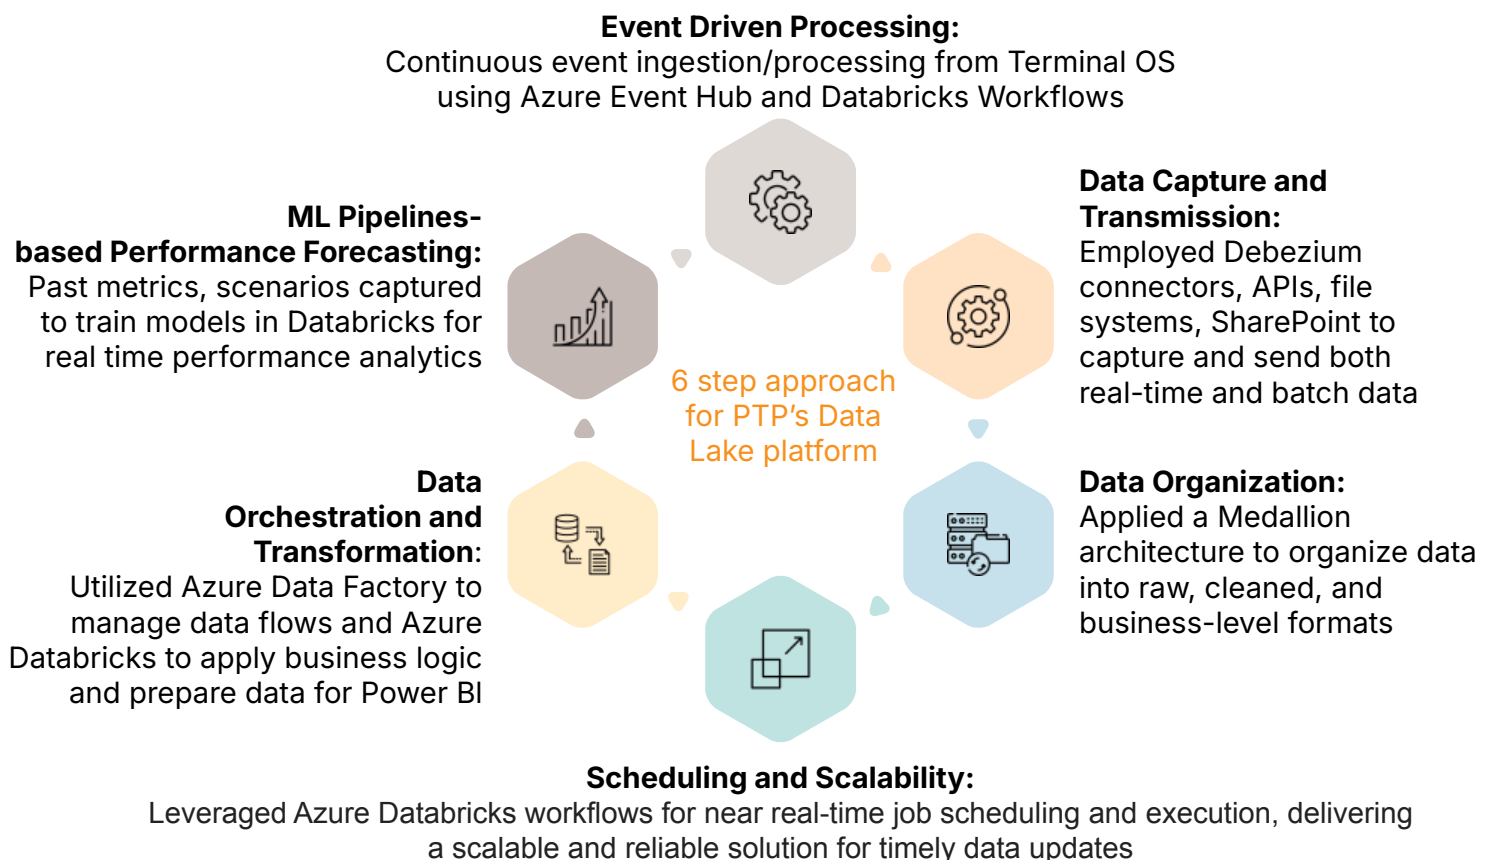 Event Driven Processing:
Continuous event ingestion/processing from Terminal OS
using Azure Event Hub and Databricks Workflows
Data Capture and
Transmission:
Employed Debezium
connectors, APIs, file
systems, SharePoint to
capture and send both
real-time and batch data
ML Pipelines-
based Performance Forecasting:
Past metrics, scenarios captured
to train models in Databricks for
real time performance analytics
6 step approach
for PTP’s Data
Lake platform
Data Organization:
Applied a Medallion
architecture to organize data
into raw, cleaned, and
business-level formats
Data
Orchestration and
Transformation:
Utilized Azure Data Factory to
manage data flows and Azure
Databricks to apply business logic
and prepare data for Power BI
Scheduling and Scalability:
Leveraged Azure Databricks workflows for near real-time job scheduling and execution, delivering
a scalable and reliable solution for timely data updates